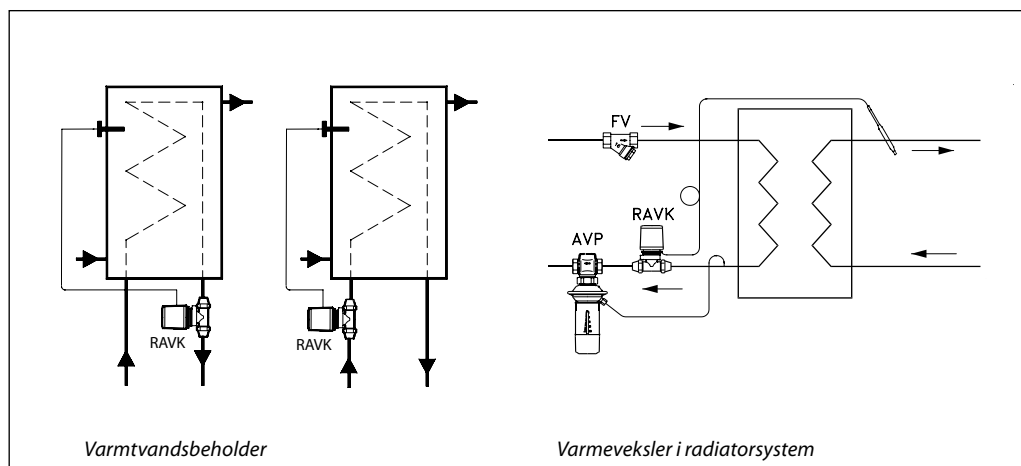 FV
RAVK
AVP
RAVK
RAVK
Varmtvandsbeholder
Varmeveksler i radiatorsystem